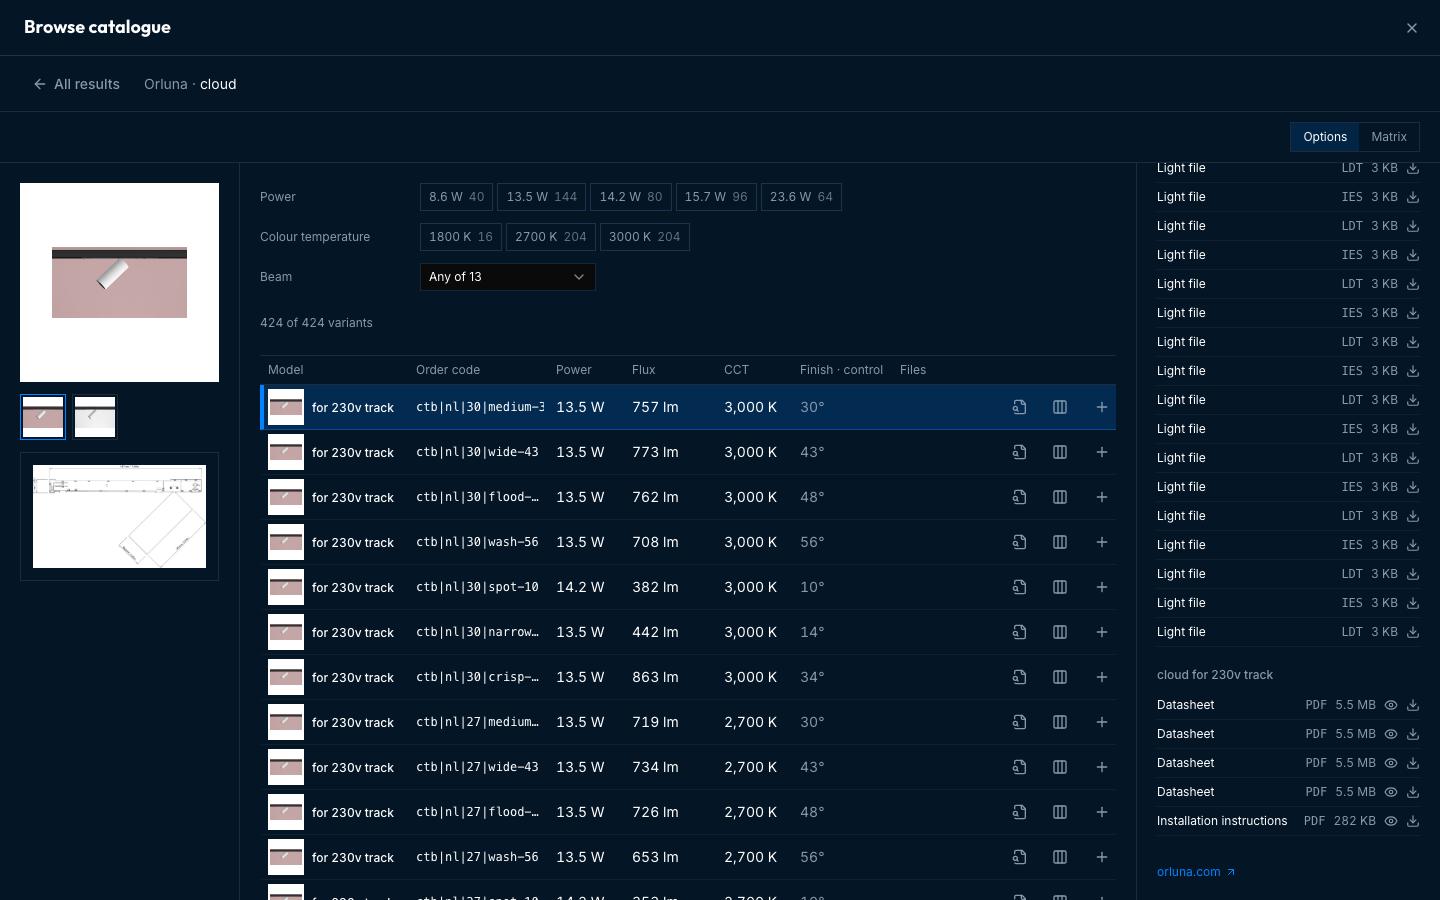 Browse catalogue
All results
Orluna · cloud
Options
Matrix
Power
8.6 W 40
13.5 W 144
14.2 W 80
15.7 W 96
23.6 W 64
Colour temperature
1800 K 16
2700 K 204
3000 K 204
Beam
Any of 13
424 of 424 variants
Model Order code Power Flux CCT Finish · control Files
for 230v track ctb|nl|30|medium-3 13.5 W 757 lm 3,000 K 30°
for 230v track ctb|nl|30|wide-43 13.5 W 773 lm 3,000 K 43°
for 230v track ctb|nl|30|flood-… 13.5 W 762 lm 3,000 K 48°
for 230v track ctb|nl|30|wash-56 13.5 W 708 lm 3,000 K 56°
for 230v track ctb|nl|30|spot-10 14.2 W 382 lm 3,000 K 10°
for 230v track ctb|nl|30|narrow… 13.5 W 442 lm 3,000 K 14°
for 230v track ctb|nl|30|crisp-… 13.5 W 863 lm 3,000 K 34°
for 230v track ctb|nl|27|medium… 13.5 W 719 lm 2,700 K 30°
for 230v track ctb|nl|27|wide-43 13.5 W 734 lm 2,700 K 43°
for 230v track ctb|nl|27|flood-… 13.5 W 726 lm 2,700 K 48°
for 230v track ctb|nl|27|wash-56 13.5 W 653 lm 2,700 K 56°
Light file LDT 3 KB
Light file IES 3 KB
Light file LDT 3 KB
Light file IES 3 KB
Light file LDT 3 KB
Light file IES 3 KB
Light file LDT 3 KB
Light file IES 3 KB
Light file LDT 3 KB
Light file IES 3 KB
Light file LDT 3 KB
Light file IES 3 KB
Light file LDT 3 KB
Light file IES 3 KB
Light file LDT 3 KB
Light file IES 3 KB
Light file LDT 3 KB
cloud for 230v track
Datasheet PDF 5.5 MB
Datasheet PDF 5.5 MB
Datasheet PDF 5.5 MB
Datasheet PDF 5.5 MB
Installation instructions PDF 282 KB
orluna.com